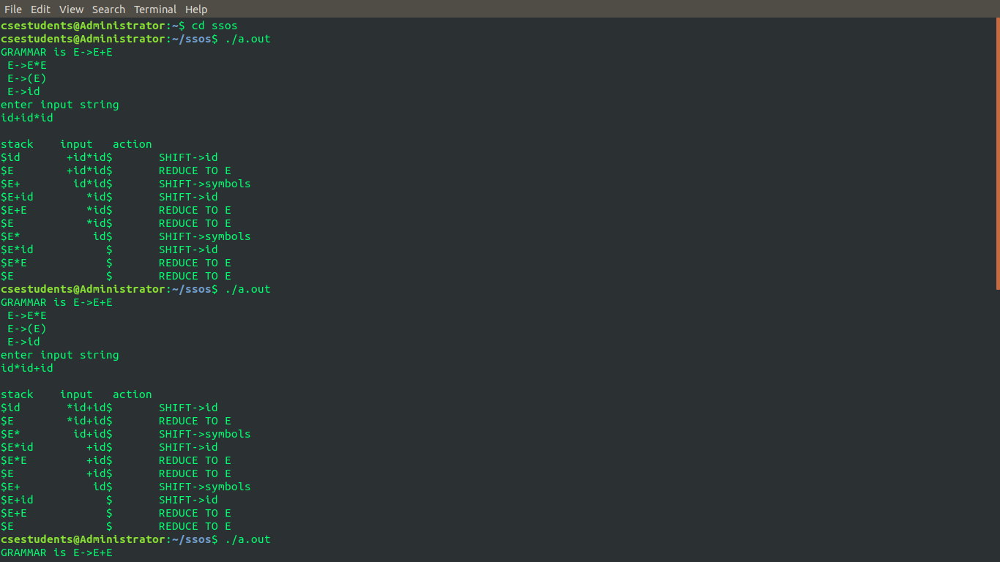 File Edit View Search Terminal Help
csestudents@Administrator:~$ cd ssos
csestudents@Administrator:~/ssos$ ./a.out
GRAMMAR is E->E+E
 E->E*E
 E->(E)
 E->id
enter input string
id+id*id

stack    input   action
$id       +id*id$       SHIFT->id
$E        +id*id$       REDUCE TO E
$E+        id*id$       SHIFT->symbols
$E+id        *id$       SHIFT->id
$E+E         *id$       REDUCE TO E
$E           *id$       REDUCE TO E
$E*           id$       SHIFT->symbols
$E*id           $       SHIFT->id
$E*E            $       REDUCE TO E
$E              $       REDUCE TO E
csestudents@Administrator:~/ssos$ ./a.out
GRAMMAR is E->E+E
 E->E*E
 E->(E)
 E->id
enter input string
id*id+id

stack    input   action
$id       *id+id$       SHIFT->id
$E        *id+id$       REDUCE TO E
$E*        id+id$       SHIFT->symbols
$E*id        +id$       SHIFT->id
$E*E         +id$       REDUCE TO E
$E           +id$       REDUCE TO E
$E+           id$       SHIFT->symbols
$E+id           $       SHIFT->id
$E+E            $       REDUCE TO E
$E              $       REDUCE TO E
csestudents@Administrator:~/ssos$ ./a.out
GRAMMAR is E->E+E